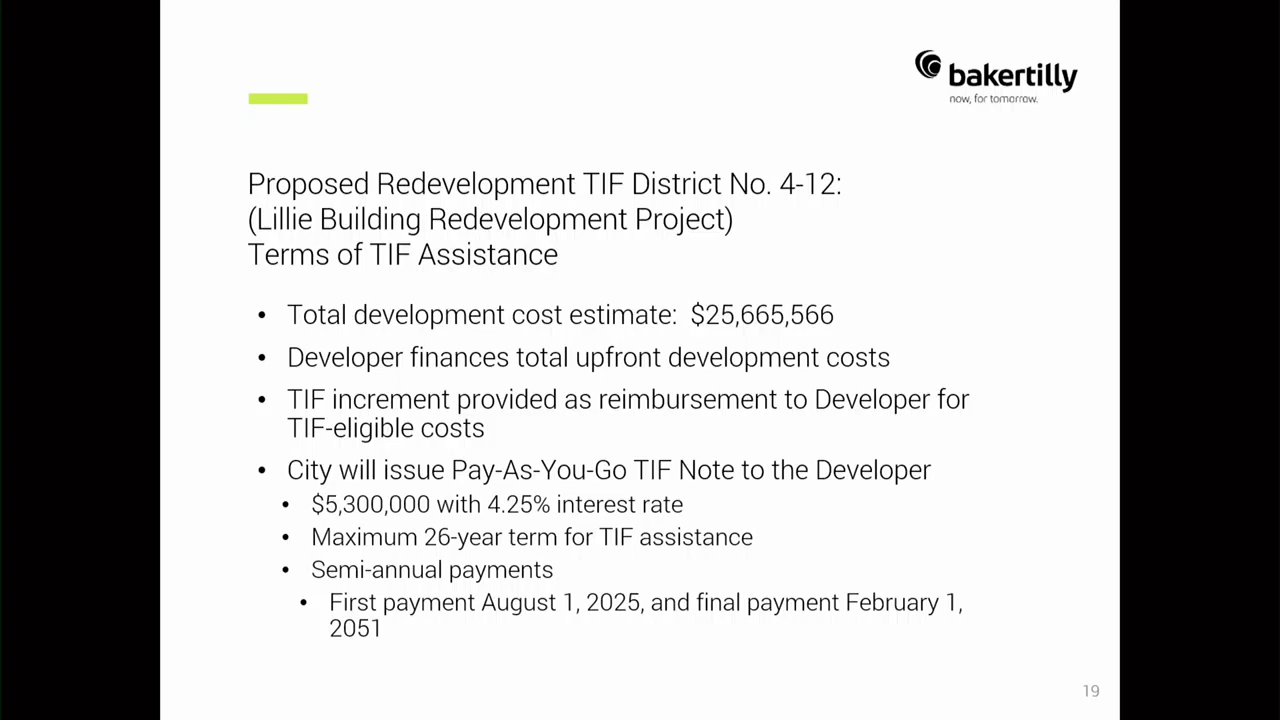 bakertilly
now, for tomorrow.
Proposed Redevelopment TIF District No. 4-12:
(Lillie Building Redevelopment Project)
Terms of TIF Assistance
• Total development cost estimate: $25,665,566
• Developer finances total upfront development costs
• TIF increment provided as reimbursement to Developer for
TIF-eligible costs
• City will issue Pay-As-You-Go TIF Note to the Developer
• $5,300,000 with 4.25% interest rate
• Maximum 26-year term for TIF assistance
• Semi-annual payments
• First payment August 1, 2025, and final payment February 1,
2051
19